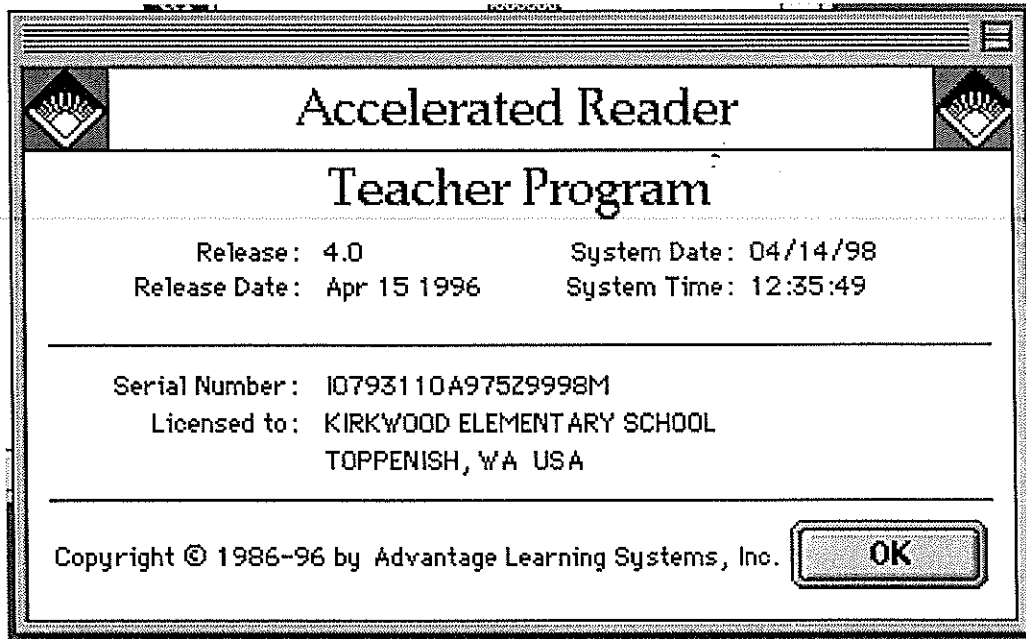 Accelerated Reader
Teacher Program
Release: 4.0
System Date: 04/14/98
Release Date: Apr 15 1996
System Time: 12:35:49
Serial Number: I0793110A975Z9998M
Licensed to: KIRKWOOD ELEMENTARY SCHOOL
TOPPENISH, WA USA
Copyright © 1986-96 by Advantage Learning Systems, Inc.
OK